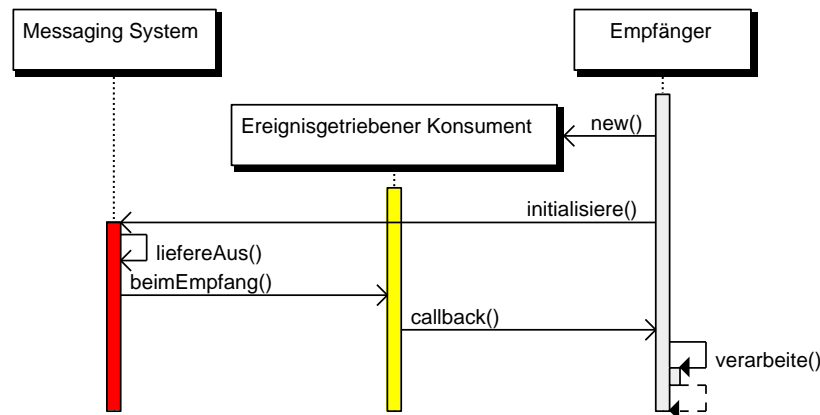 Messaging System
Empfänger
Ereignisgetriebener Konsument
new()
initialisiere()
liefereAus()
beimEmpfang()
callback()
verarbeite()